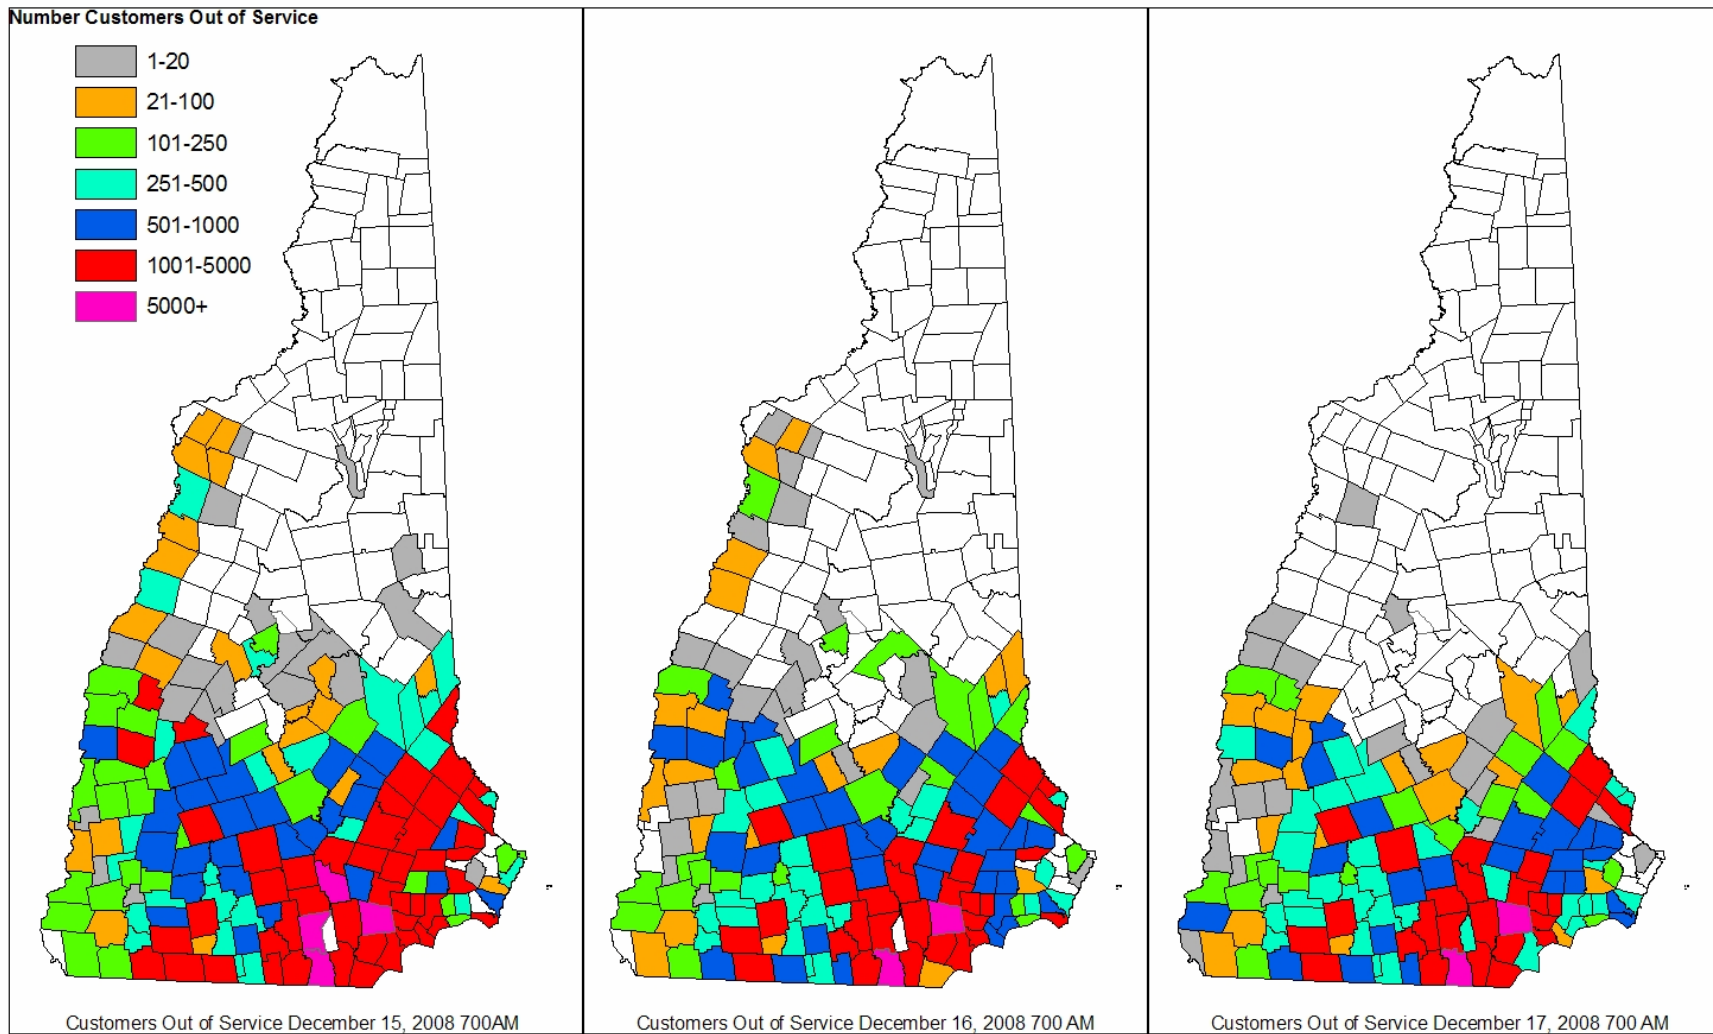 Number Customers Out of Service
1-20
21-100
101-250
251-500
501-1000
1001-5000
5000+
Customers Out of Service December 15, 2008 700AM
Customers Out of Service December 16, 2008 700 AM
Customers Out of Service December 17, 2008 700 AM